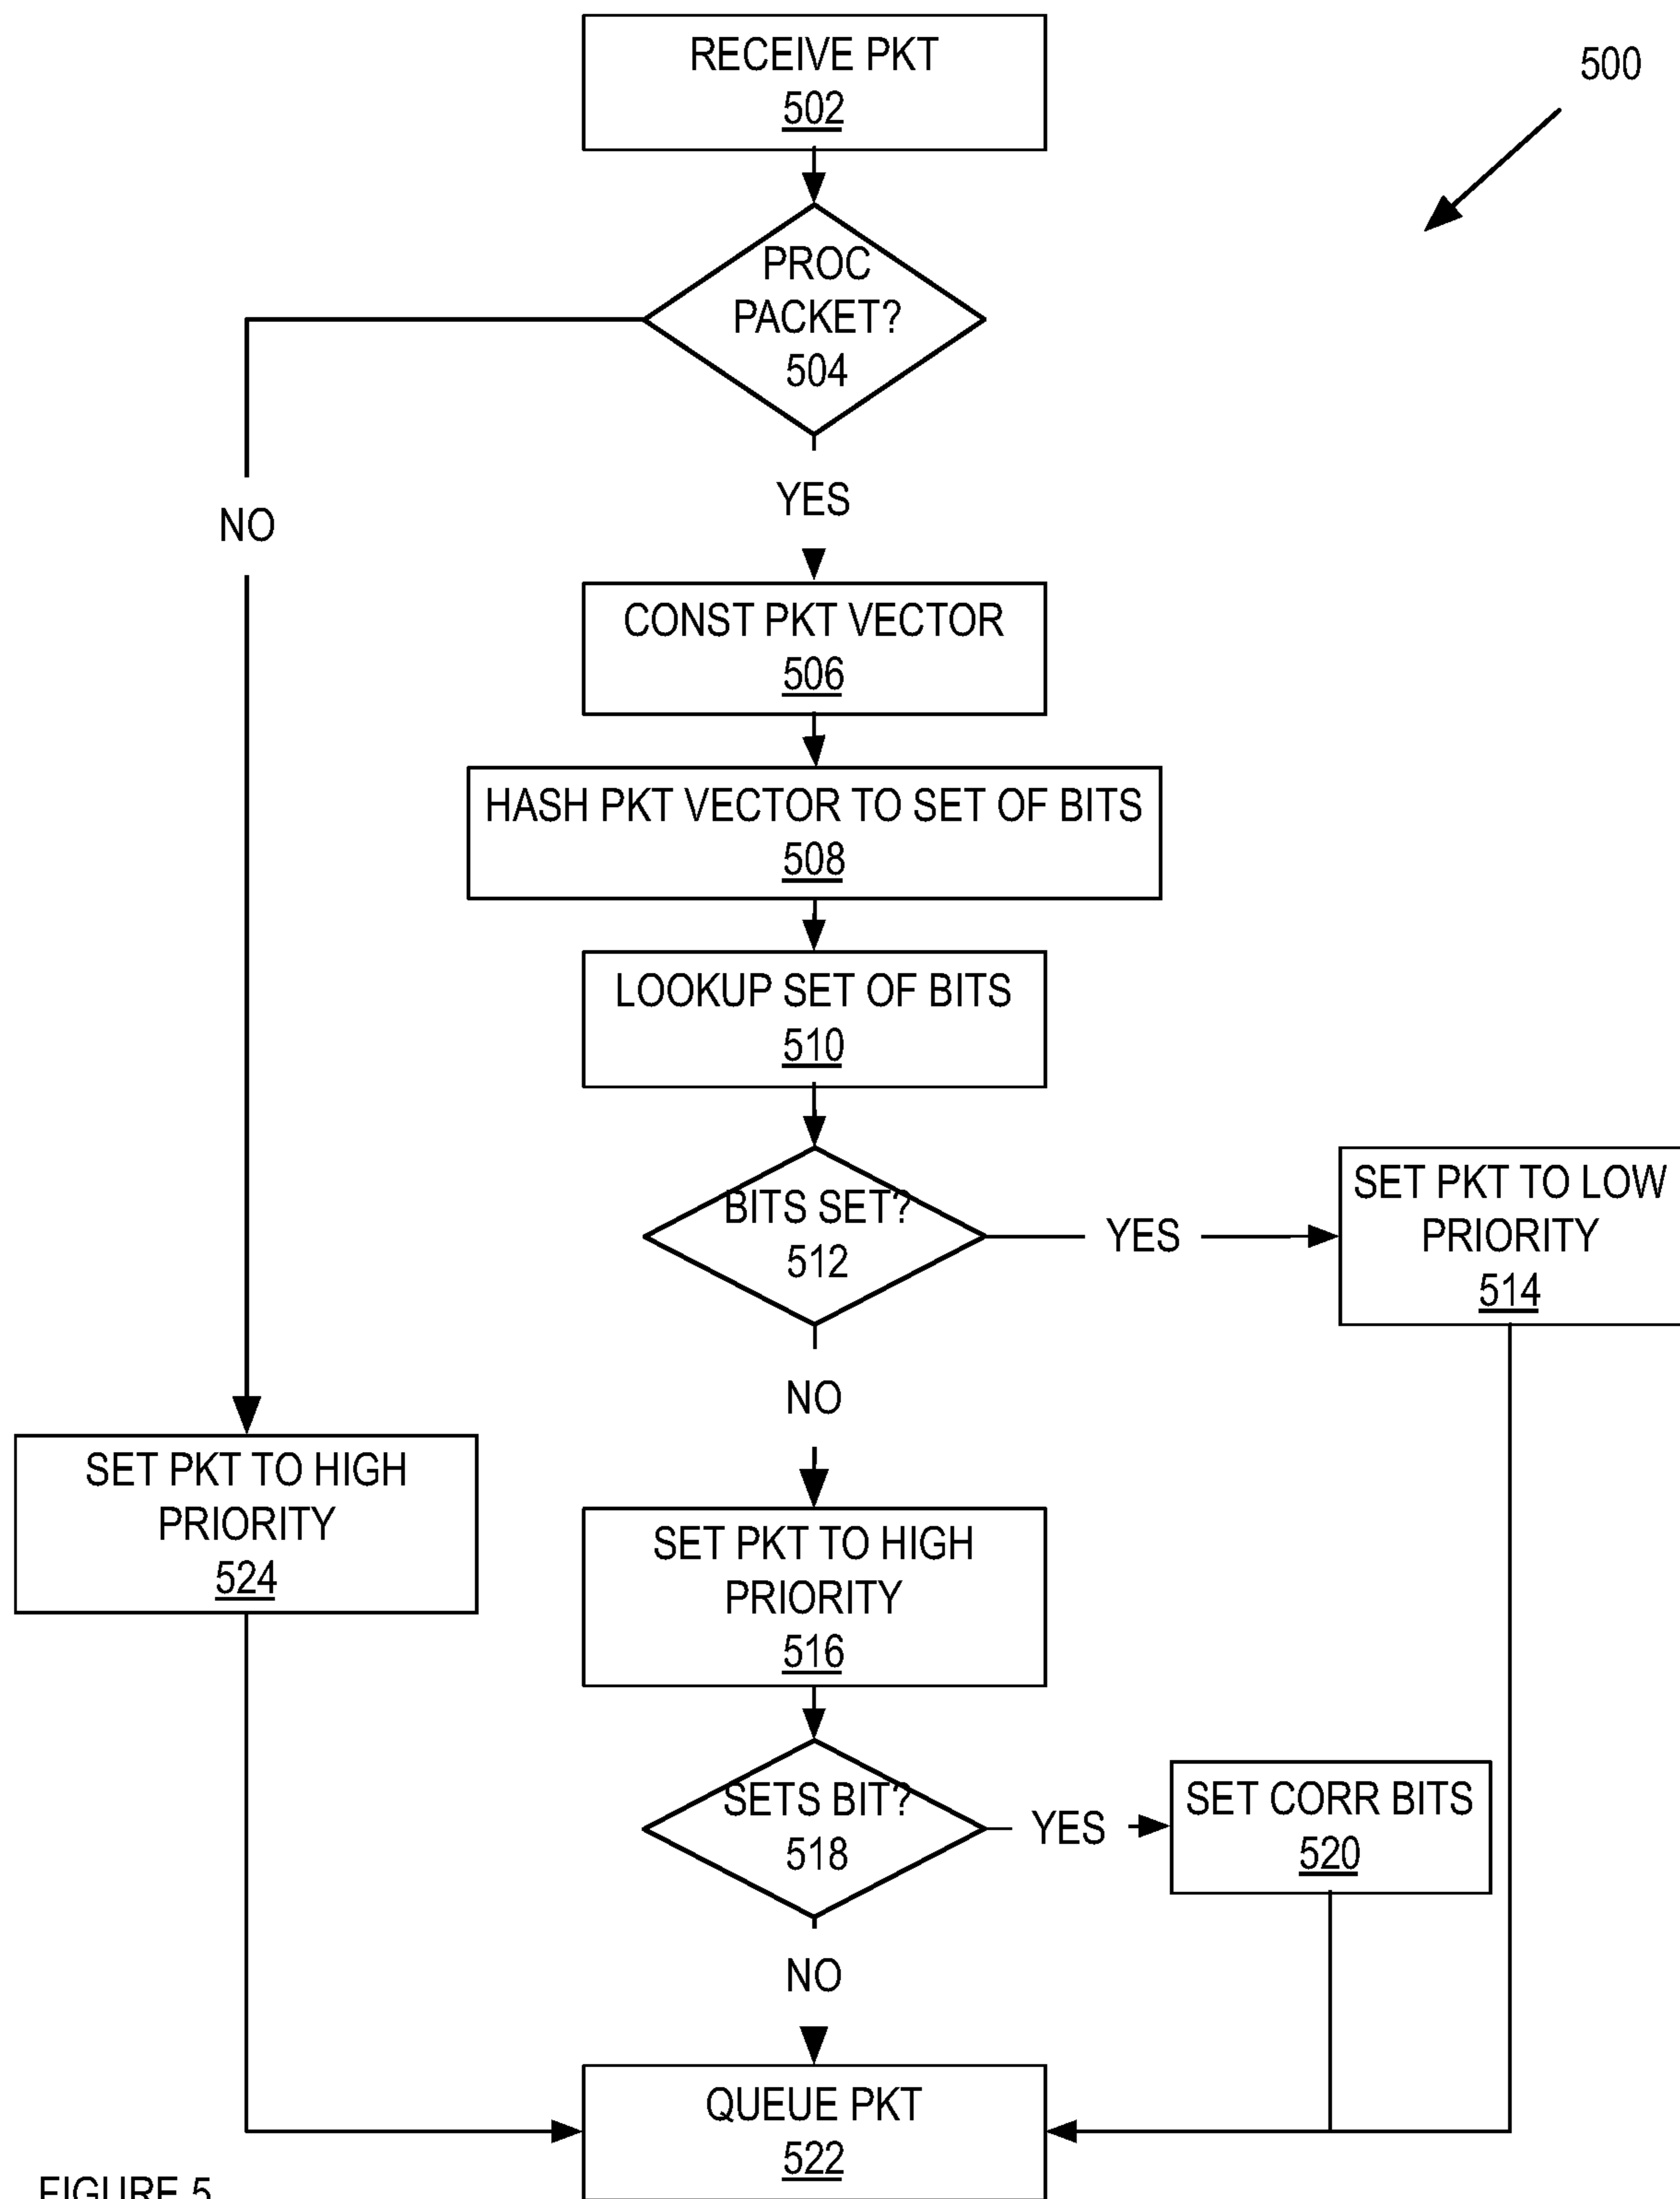 RECEIVE PKT
502
500
PROC
PACKET?
504
NO
YES
CONST PKT VECTOR
506
HASH PKT VECTOR TO SET OF BITS
508
LOOKUP SET OF BITS
510
BITS SET?
512
YES
SET PKT TO LOW
PRIORITY
514
NO
SET PKT TO HIGH
PRIORITY
524
SET PKT TO HIGH
PRIORITY
516
SETS BIT?
518
YES
SET CORR BITS
520
NO
QUEUE PKT
522
FIGURE 5